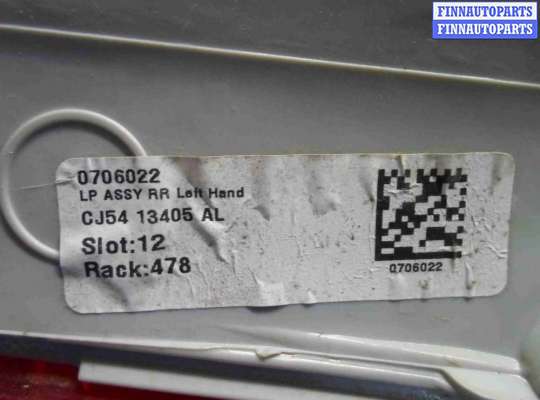 FINNAUTOPARTS
FINNAUTOPARTS
0706022
LP ASSY RR Left Hand
CJ54 13405 AL
Slot:12
Rack:478
0706022